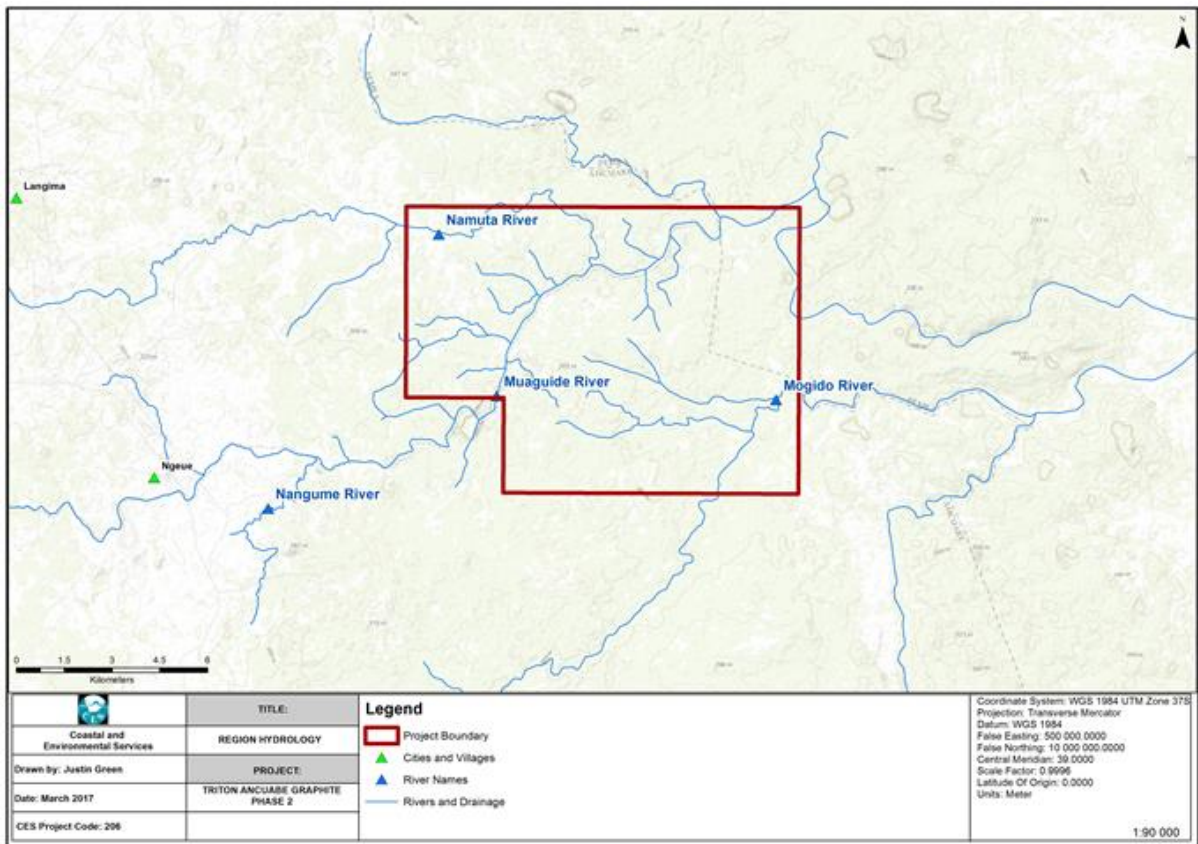 N
Langima
Namuta River
Muaguide River
Mogido River
Ngeue
Nangume River
0 1.5 3 4.5 6
Kilometers
Coastal and
Environmental Services
Drawn by: Justin Green
Date: March 2017
CES Project Code: 206
TITLE:
REGION HYDROLOGY
PROJECT:
TRITON ANCUABE GRAPHITE
PHASE 2
Legend
Project Boundary
Cities and Villages
River Names
Rivers and Drainage
Coordinate System: WGS 1984 UTM Zone 37S
Projection: Transverse Mercator
Datum: WGS 1984
False Easting: 500 000.0000
False Northing: 10 000 000.0000
Central Meridian: 39.0000
Scale Factor: 0.9996
Latitude Of Origin: 0.0000
Units: Meter
1:90 000